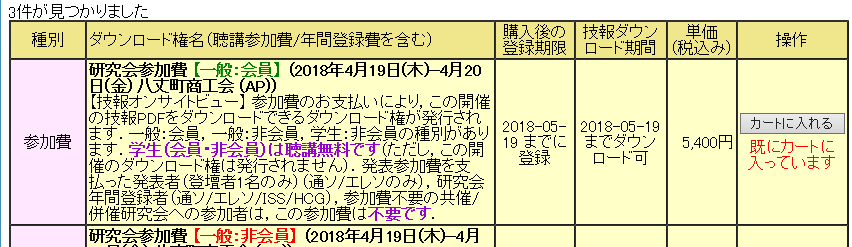 3件が見つかりました
種別
ダウンロード権名(聴講参加費/年間登録費を含む)
購入後の
登録期限
技報ダウン
ロード期間
単価
(税込み)
操作
参加費
研究会参加費【一般:会員】 (2018年4月19日(木)-4月20
日(金) 八丈町商工会 (AP))
【技報オンサイトビュー】 参加費のお支払いにより, この開催
の技報PDFをダウンロードできるダウンロード権が発行されま
す. 一般:会員, 一般:非会員, 学生:非会員の種別があり
ます. 学生(会員・非会員)は聴講無料です(ただし, この開
催のダウンロード権は発行されません). 発表参加費を支
払った発表者(登壇者1名のみ)(通ソ/エレソのみ), 研究会
年間登録者(通ソ/エレソ/ISS/HCG), 参加費不要の共催/
併催研究会への参加者は, この参加費は不要です.
2018-05-
19 までに
登録
2018-05-19
までダウン
ロード可
5,400円
カートに入れる
既にカートに
入っています
研究会参加費【一般:非会員】 (2018年4月19日(木)-4月